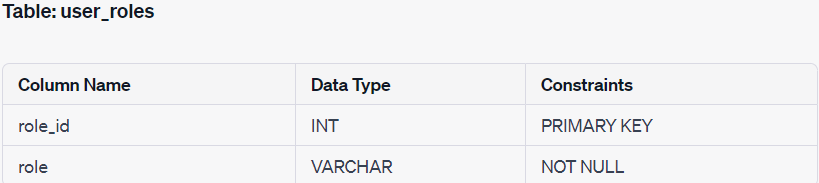 Table: user_roles
Column Name Data Type Constraints
role_id INT PRIMARY KEY
role VARCHAR NOT NULL